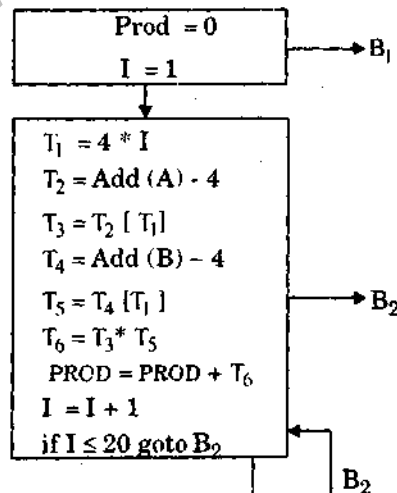 Prod = 0
I = 1
B₁
T₁ = 4 * I
T₂ = Add (A) - 4
T₃ = T₂ [ T₁]
T₄ = Add (B) - 4
T₅ = T₄ [T₁ ]
T₆ = T₃* T₅
PROD = PROD + T₆
I = I + 1
if I ≤ 20 goto B₂
B₂
B₂